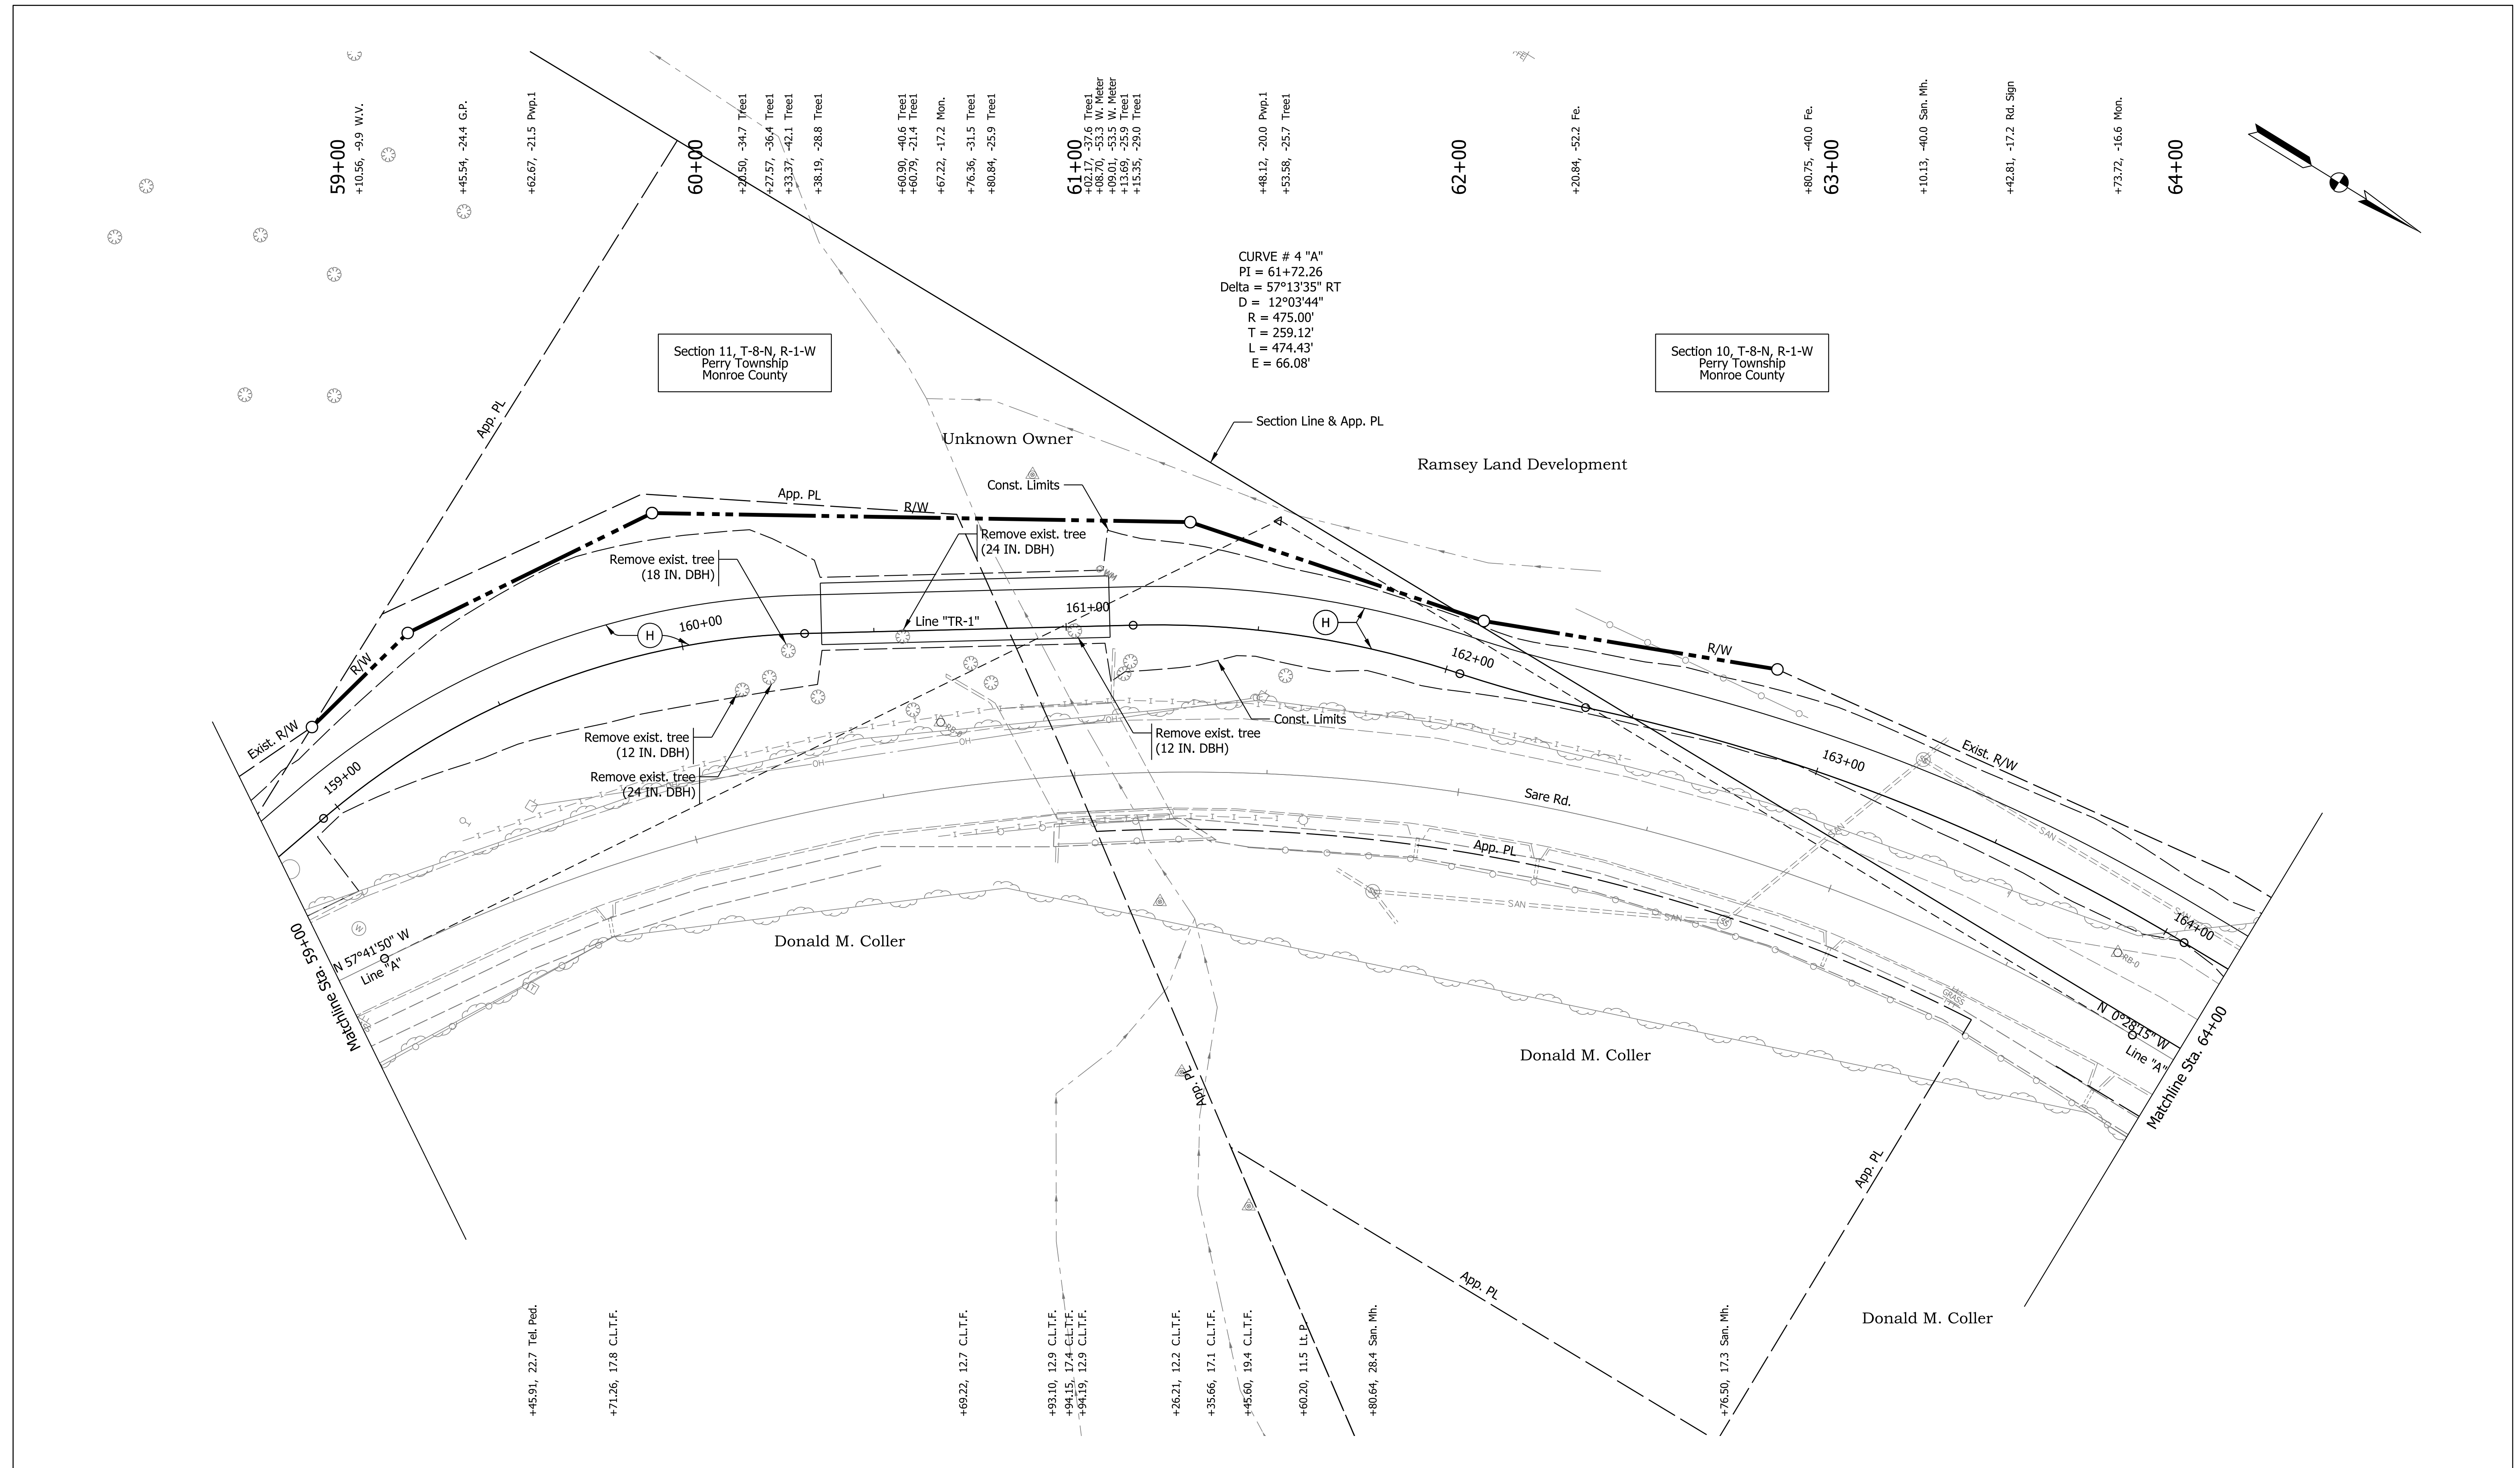 59+00
+10.56, -9.9 W.V.
+45.54, -24.4 G.P.
+62.67, -21.5 Pwp.1
60+00
+20.50, -34.7 Tree1
+27.57, -36.4 Tree1
+33.37, -42.1 Tree1
+38.19, -28.8 Tree1
+60.90, -40.6 Tree1
+60.79, -21.4 Tree1
+67.22, -17.2 Mon.
+76.36, -31.5 Tree1
+80.84, -25.9 Tree1
61+00
+02.17, -37.6 Tree1
+08.70, -53.3 W. Meter
+09.01, -53.5 W. Meter
+13.69, -25.9 Tree1
+15.35, -29.0 Tree1
+48.12, -20.0 Pwp.1
+53.58, -25.7 Tree1
62+00
+20.84, -52.2 Fe.
+80.75, -40.0 Fe.
63+00
+10.13, -40.0 San. Mh.
+42.81, -17.2 Rd. Sign
+73.72, -16.6 Mon.
64+00
CURVE # 4 "A"
PI = 61+72.26
Delta = 57°13'35" RT
D = 12°03'44"
R = 475.00'
T = 259.12'
L = 474.43'
E = 66.08'
Section 11, T-8-N, R-1-W
Perry Township
Monroe County
Section 10, T-8-N, R-1-W
Perry Township
Monroe County
App. PL
Section Line & App. PL
Unknown Owner
Ramsey Land Development
Const. Limits
App. PL
R/W
Remove exist. tree
(24 IN. DBH)
Remove exist. tree
(18 IN. DBH)
WM
161+00
Line "TR-1"
160+00
H
H
R/W
162+00
R/W
Exist. R/W
159+00
Remove exist. tree
(12 IN. DBH)
Remove exist. tree
(24 IN. DBH)
RB-0
OH
OH
Const. Limits
Remove exist. tree
(12 IN. DBH)
163+00
Exist. R/W
Sare Rd.
SAN
SAN
App. PL
SAN
SAN
W
N 57°41'50" W
Line "A"
Matchline Sta. 59+00
Donald M. Coller
164+00
RB-0
GRASS
N 0°28'15" W
Line "A"
Matchline Sta. 64+00
Donald M. Coller
App. PL
App. PL
App. PL
Donald M. Coller
+45.91, 22.7 Tel. Ped.
+71.26, 17.8 C.L.T.F.
+69.22, 12.7 C.L.T.F.
+93.10, 12.9 C.L.T.F.
+94.15, 17.4 C.L.T.F.
+94.19, 12.9 C.L.T.F.
+26.21, 12.2 C.L.T.F.
+35.66, 17.1 C.L.T.F.
+45.60, 19.4 C.L.T.F.
+60.20, 11.5 Lt. P.
+80.64, 28.4 San. Mh.
+76.50, 17.3 San. Mh.